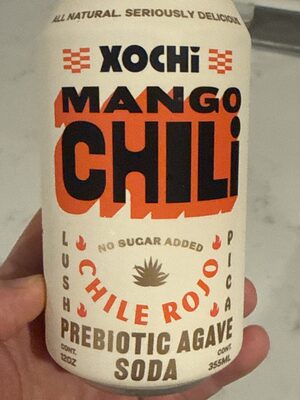 ALL NATURAL. SERIOUSLY DELICIOUS
XOCHi
MANGO
CHiLi
NO SUGAR ADDED
LUSH
CHILE ROJO
PICA
PREBIOTIC AGAVE
SODA
CONT.
12OZ
CONT.
355ML